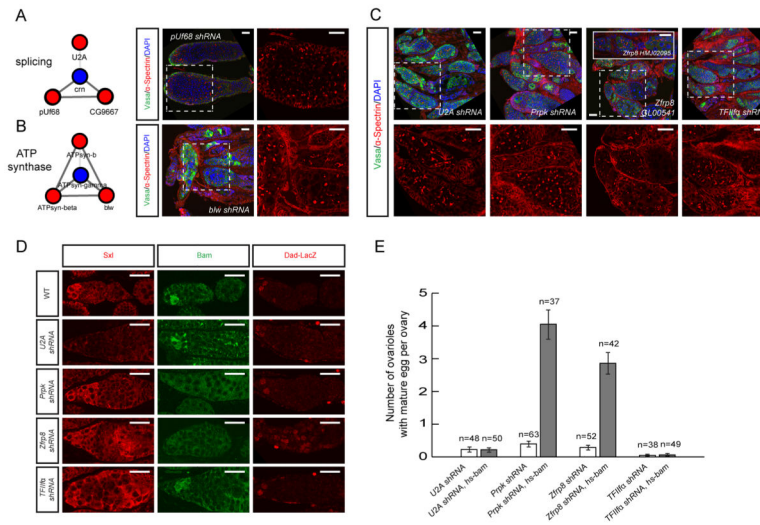 A
splicing
U2A
crn
pUf68
CG9667
B
ATP
synthase
ATPsyn-b
ATPsyn-gamma
ATPsyn-beta
blw
Vasa/α-Spectrin/DAPI
pUf68 shRNA
Vasa/α-Spectrin/DAPI
blw shRNA
C
Vasa/α-Spectrin/DAPI
U2A shRNA
Prpk shRNA
Zfrp8 HMJ02095
Zfrp8
GL00541
TFIIfα shRN
D
Sxl
Bam
Dad-LacZ
WT
U2A
shRNA
Prpk
shRNA
Zfrp8
shRNA
TFIIfα
shRNA
E
Number of ovarioles
with mature egg per ovary
5
4
3
2
1
0
n=48
n=50
n=63
n=37
n=52
n=42
n=38
n=49
U2A shRNA
U2A shRNA, hs-bam
Prpk shRNA
Prpk shRNA, hs-bam
Zfrp8 shRNA
Zfrp8 shRNA, hs-bam
TFIIfα shRNA
TFIIfα shRNA, hs-bam